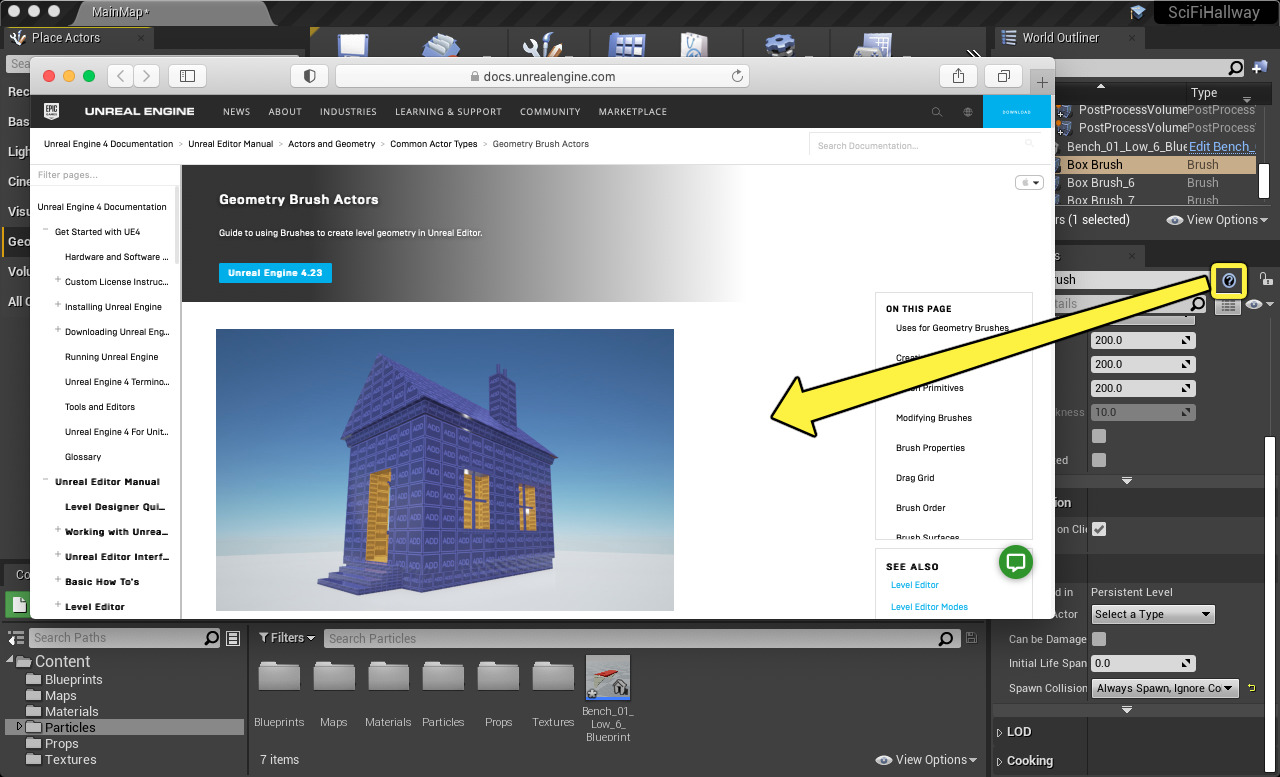 MainMap*
SciFiHallway
Place Actors
World Outliner
Sea
docs.unrealengine.com
Type
EPIC GAMES
UNREAL ENGINE
NEWS
ABOUT
INDUSTRIES
LEARNING & SUPPORT
COMMUNITY
MARKETPLACE
DOWNLOAD
Unreal Engine 4 Documentation > Unreal Editor Manual > Actors and Geometry > Common Actor Types > Geometry Brush Actors
Search Documentation...
Rec
Bas
Ligh
Cine
Visu
Geo
Volu
All C
PostProcessVolume PostProcess
PostProcessVolume PostProcess
Bench_01_Low_6_Blue Edit Bench_
Box Brush Brush
Box Brush_6 Brush
Box Brush_7 Brush
rs (1 selected)
View Options
Filter pages...
Unreal Engine 4 Documentation
Get Started with UE4
Hardware and Software ...
Custom License Instruc...
Installing Unreal Engine
Downloading Unreal Eng...
Running Unreal Engine
Unreal Engine 4 Termino...
Tools and Editors
Unreal Engine 4 For Unit...
Glossary
Unreal Editor Manual
Level Designer Qui...
Working with Unrea...
Unreal Editor Interf...
Basic How To's
Level Editor
Geometry Brush Actors
Guide to using Brushes to create level geometry in Unreal Editor.
Unreal Engine 4.23
ADD
ON THIS PAGE
Uses for Geometry Brushes
Primitives
Modifying Brushes
Brush Properties
Drag Grid
Brush Order
Brush Surfaces
SEE ALSO
Level Editor
Level Editor Modes
s
rush
tails
200.0
200.0
200.0
kness 10.0
ed
ion
on Clie
d in Persistent Level
Actor Select a Type
Can be Damage
Initial Life Span 0.0
Spawn Collision Always Spawn, Ignore Co
LOD
Cooking
Co
Search Paths
Filters
Search Particles
Content
Blueprints
Maps
Materials
Particles
Props
Textures
Blueprints
Maps
Materials
Particles
Props
Textures
Bench_01_
Low_6_
Blueprint
7 items
View Options